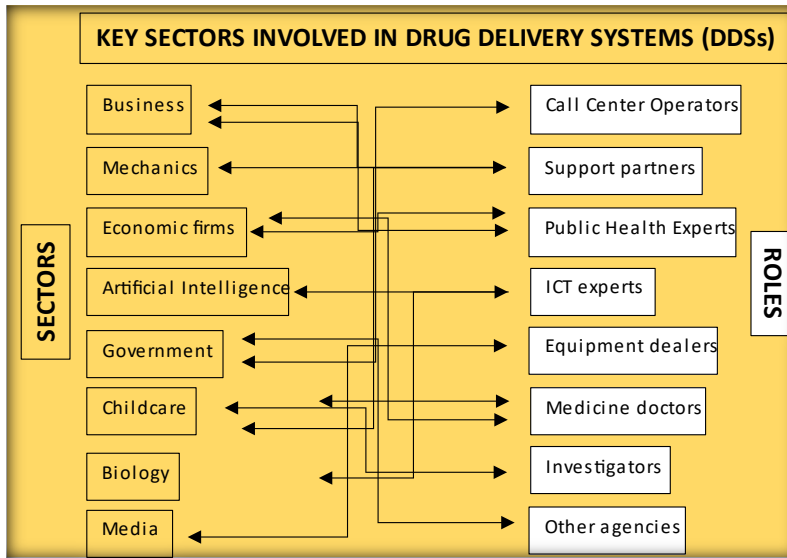 KEY SECTORS INVOLVED IN DRUG DELIVERY SYSTEMS (DDSs)
SECTORS
Business
Mechanics
Economic firms
Artificial Intelligence
Government
Childcare
Biology
Media
Call Center Operators
Support partners
Public Health Experts
ICT experts
Equipment dealers
Medicine doctors
Investigators
Other agencies
ROLES